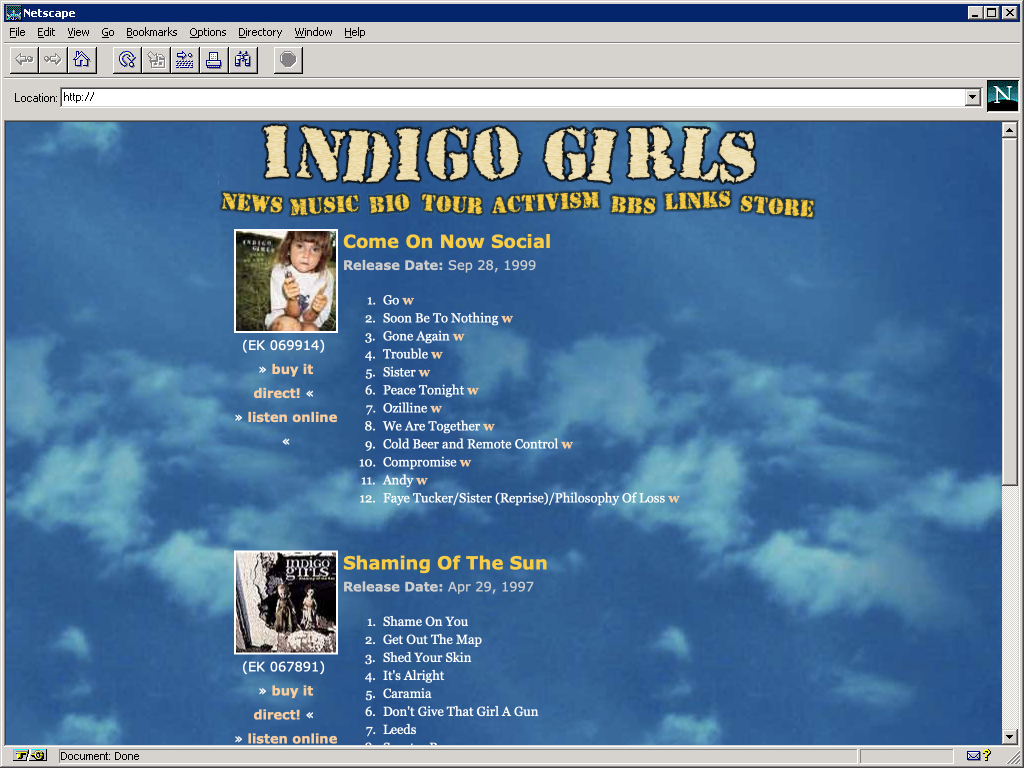 Netscape
File Edit View Go Bookmarks Options Directory Window Help
Location: http://
N
INDIGO GIRLS
NEWS MUSIC BIO TOUR ACTIVISM BBS LINKS STORE
INDIGO GIRLS
Come On Now Social
Release Date: Sep 28, 1999
(EK 069914)
» buy it
direct! «
» listen online
«
1. Go w
2. Soon Be To Nothing w
3. Gone Again w
4. Trouble w
5. Sister w
6. Peace Tonight w
7. Ozilline w
8. We Are Together w
9. Cold Beer and Remote Control w
10. Compromise w
11. Andy w
12. Faye Tucker/Sister (Reprise)/Philosophy Of Loss w
indigo
girls
Shaming Of The Sun
Release Date: Apr 29, 1997
(EK 067891)
» buy it
direct! «
» listen online
1. Shame On You
2. Get Out The Map
3. Shed Your Skin
4. It's Alright
5. Caramia
6. Don't Give That Girl A Gun
7. Leeds
Document: Done